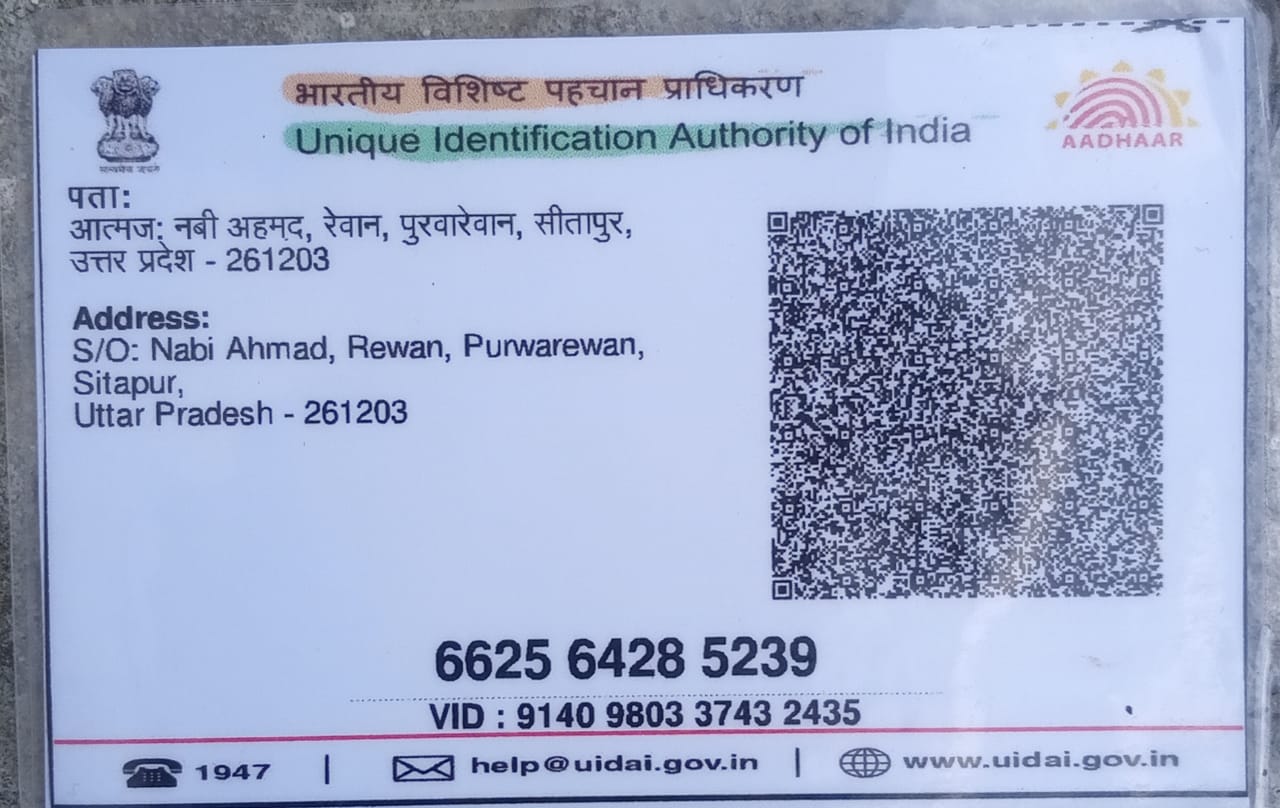 भारतीय विशिष्ट पहचान प्राधिकरण
Unique Identification Authority of India
AADHAAR
सत्यमेव जयते
पता:
आत्मज: नबी अहमद, रेवान, पुरवारेवान, सीतापुर,
उत्तर प्रदेश - 261203
Address:
S/O: Nabi Ahmad, Rewan, Purwarewan,
Sitapur,
Uttar Pradesh - 261203
6625 6428 5239
VID : 9140 9803 3743 2435
1947 | help@uidai.gov.in | www.uidai.gov.in